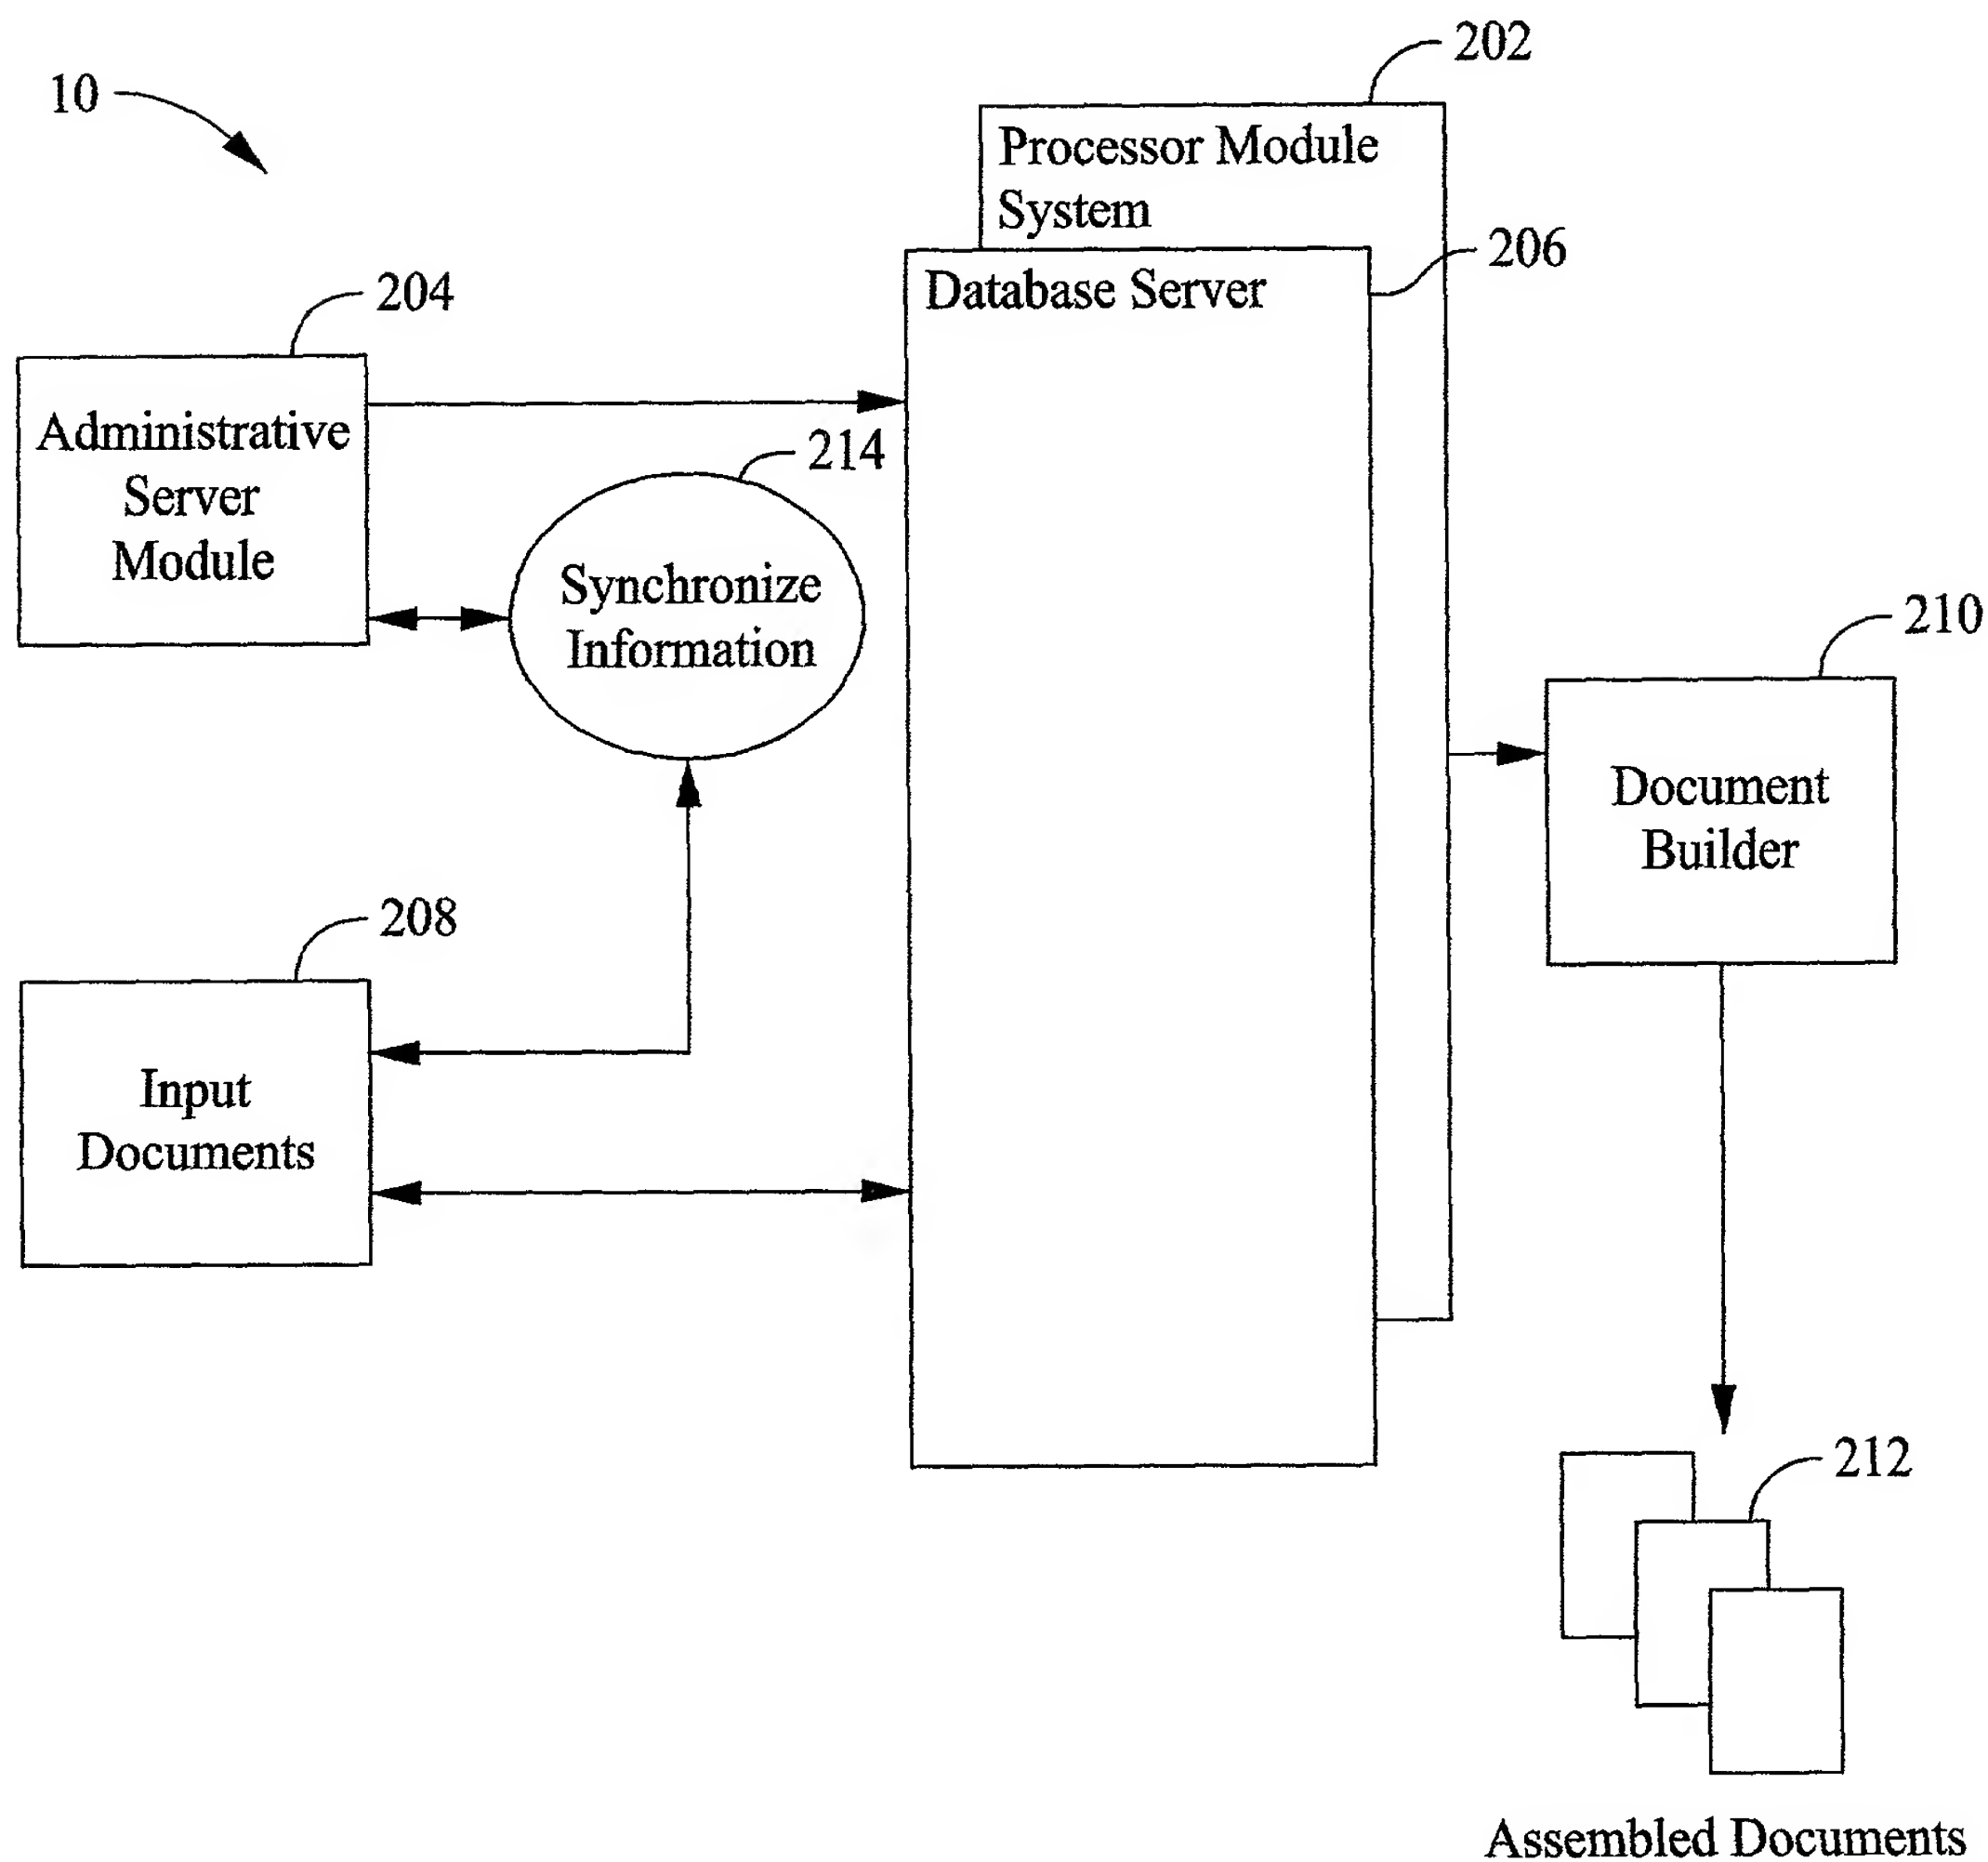 202
10
Processor Module
System
206
Database Server
204
Administrative
Server
Module
214
Synchronize
Information
210
Document
Builder
208
Input
Documents
212
Assembled Documents